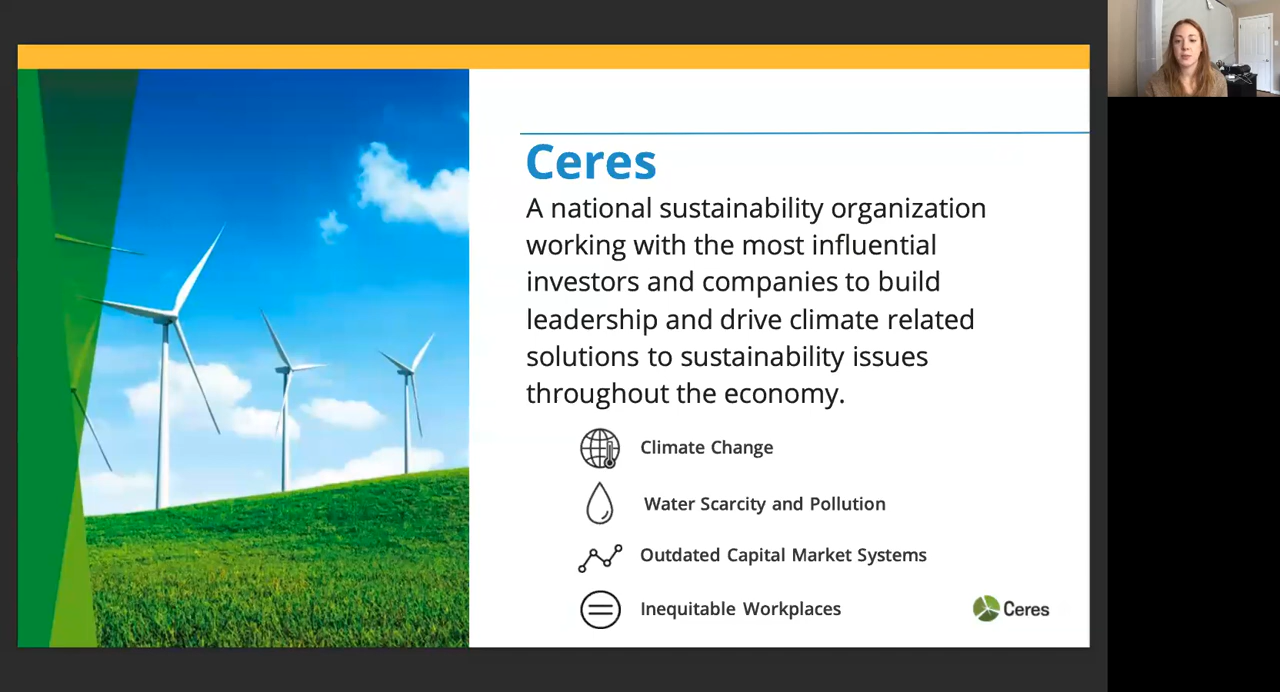 Ceres
A national sustainability organization
working with the most influential
investors and companies to build
leadership and drive climate related
solutions to sustainability issues
throughout the economy.
Climate Change
Water Scarcity and Pollution
Outdated Capital Market Systems
Inequitable Workplaces
Ceres